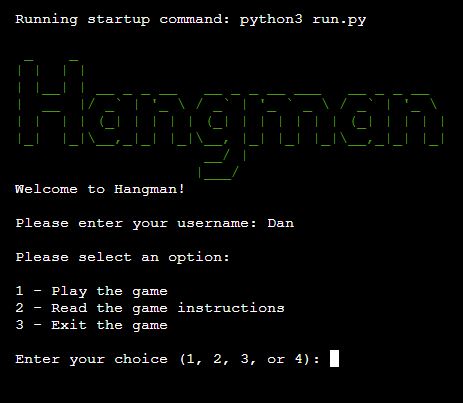 Running startup command: python3 run.py
Hangman
Welcome to Hangman!
Please enter your username: Dan
Please select an option:
1 - Play the game
2 - Read the game instructions
3 - Exit the game
Enter your choice (1, 2, 3, or 4):